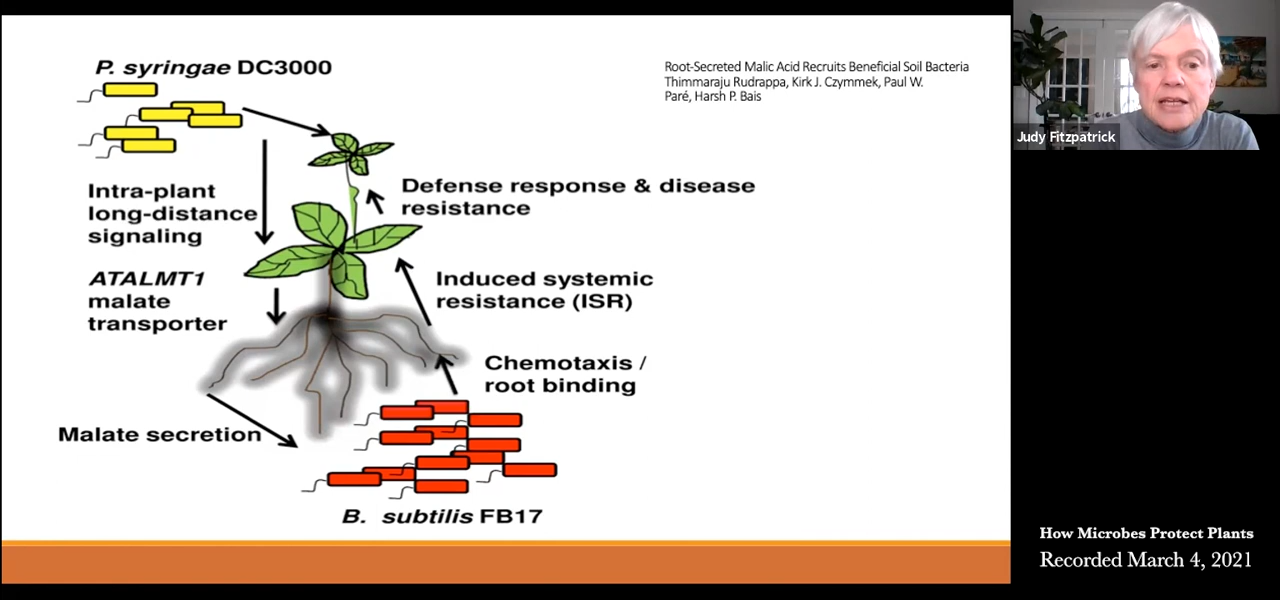 P. syringae DC3000
Root-Secreted Malic Acid Recruits Beneficial Soil Bacteria
Thimmaraju Rudrappa, Kirk J. Czymmek, Paul W.
Paré, Harsh P. Bais
Intra-plant
long-distance
signaling
Defense response & disease
resistance
ATALMT1
malate
transporter
Induced systemic
resistance (ISR)
Chemotaxis /
root binding
Malate secretion
B. subtilis FB17
Judy Fitzpatrick
How Microbes Protect Plants
Recorded March 4, 2021